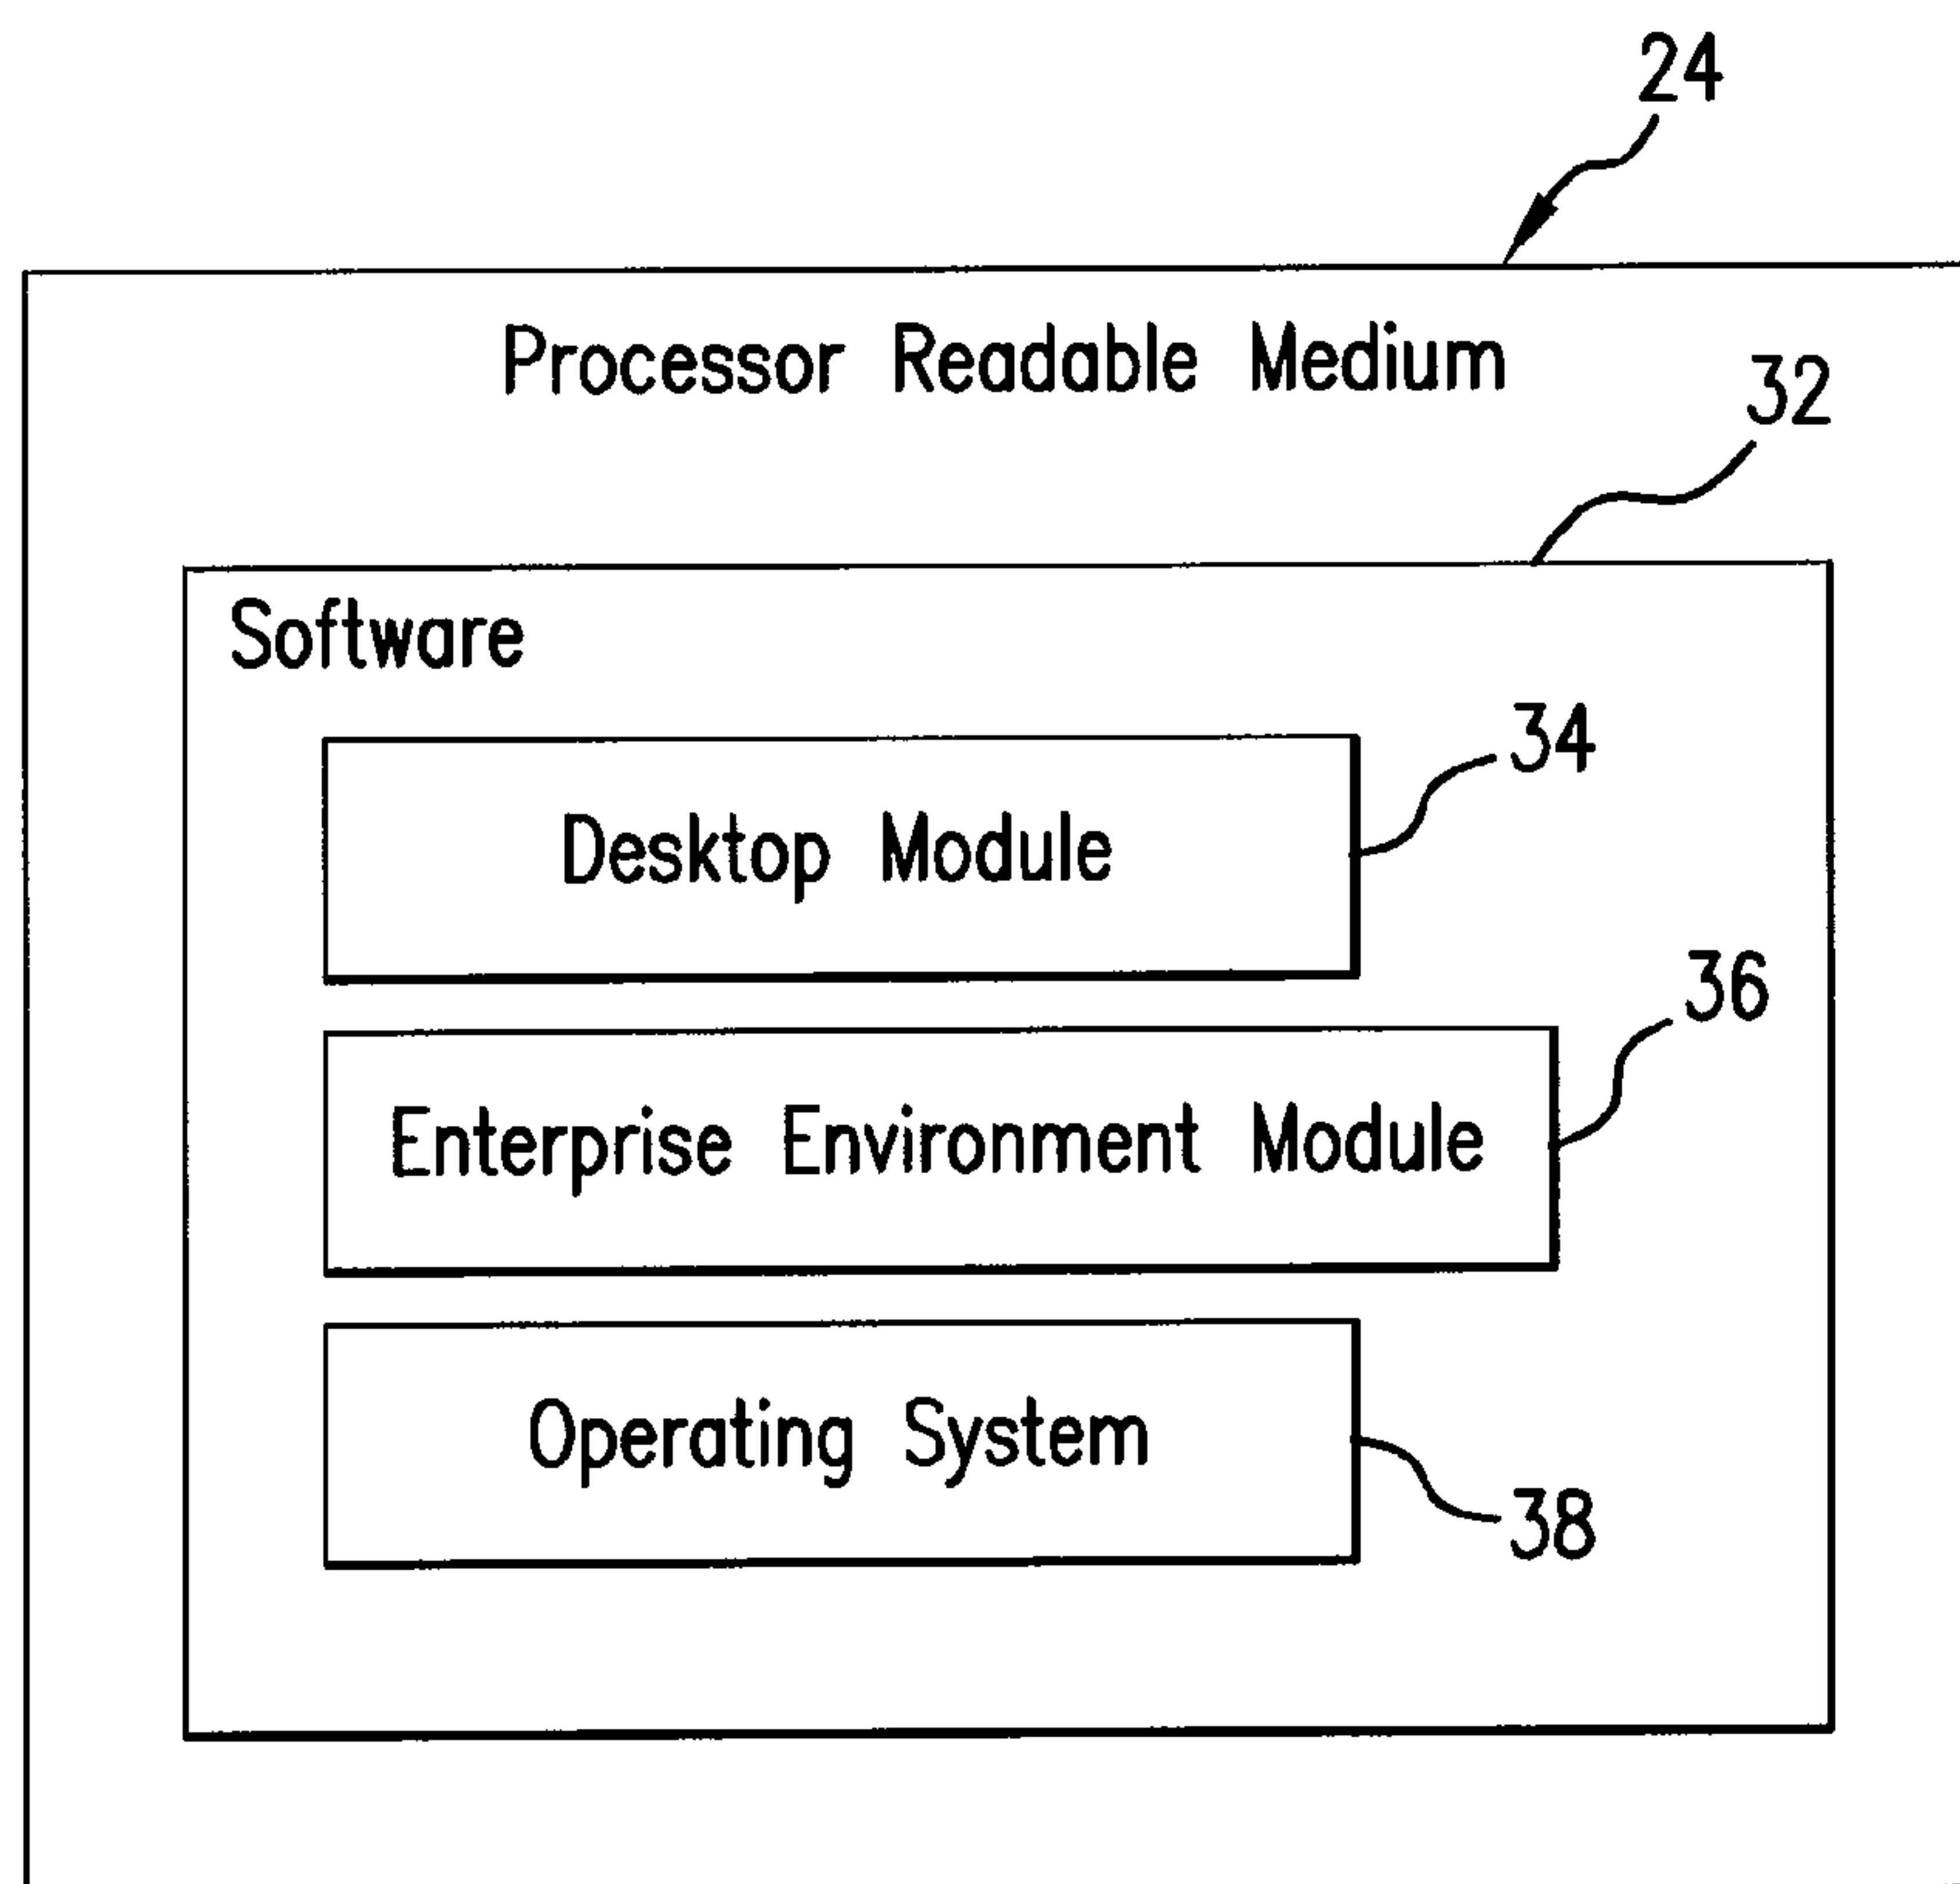 24
Processor Readable Medium
32
Software
34
Desktop Module
36
Enterprise Environment Module
Operating System
38